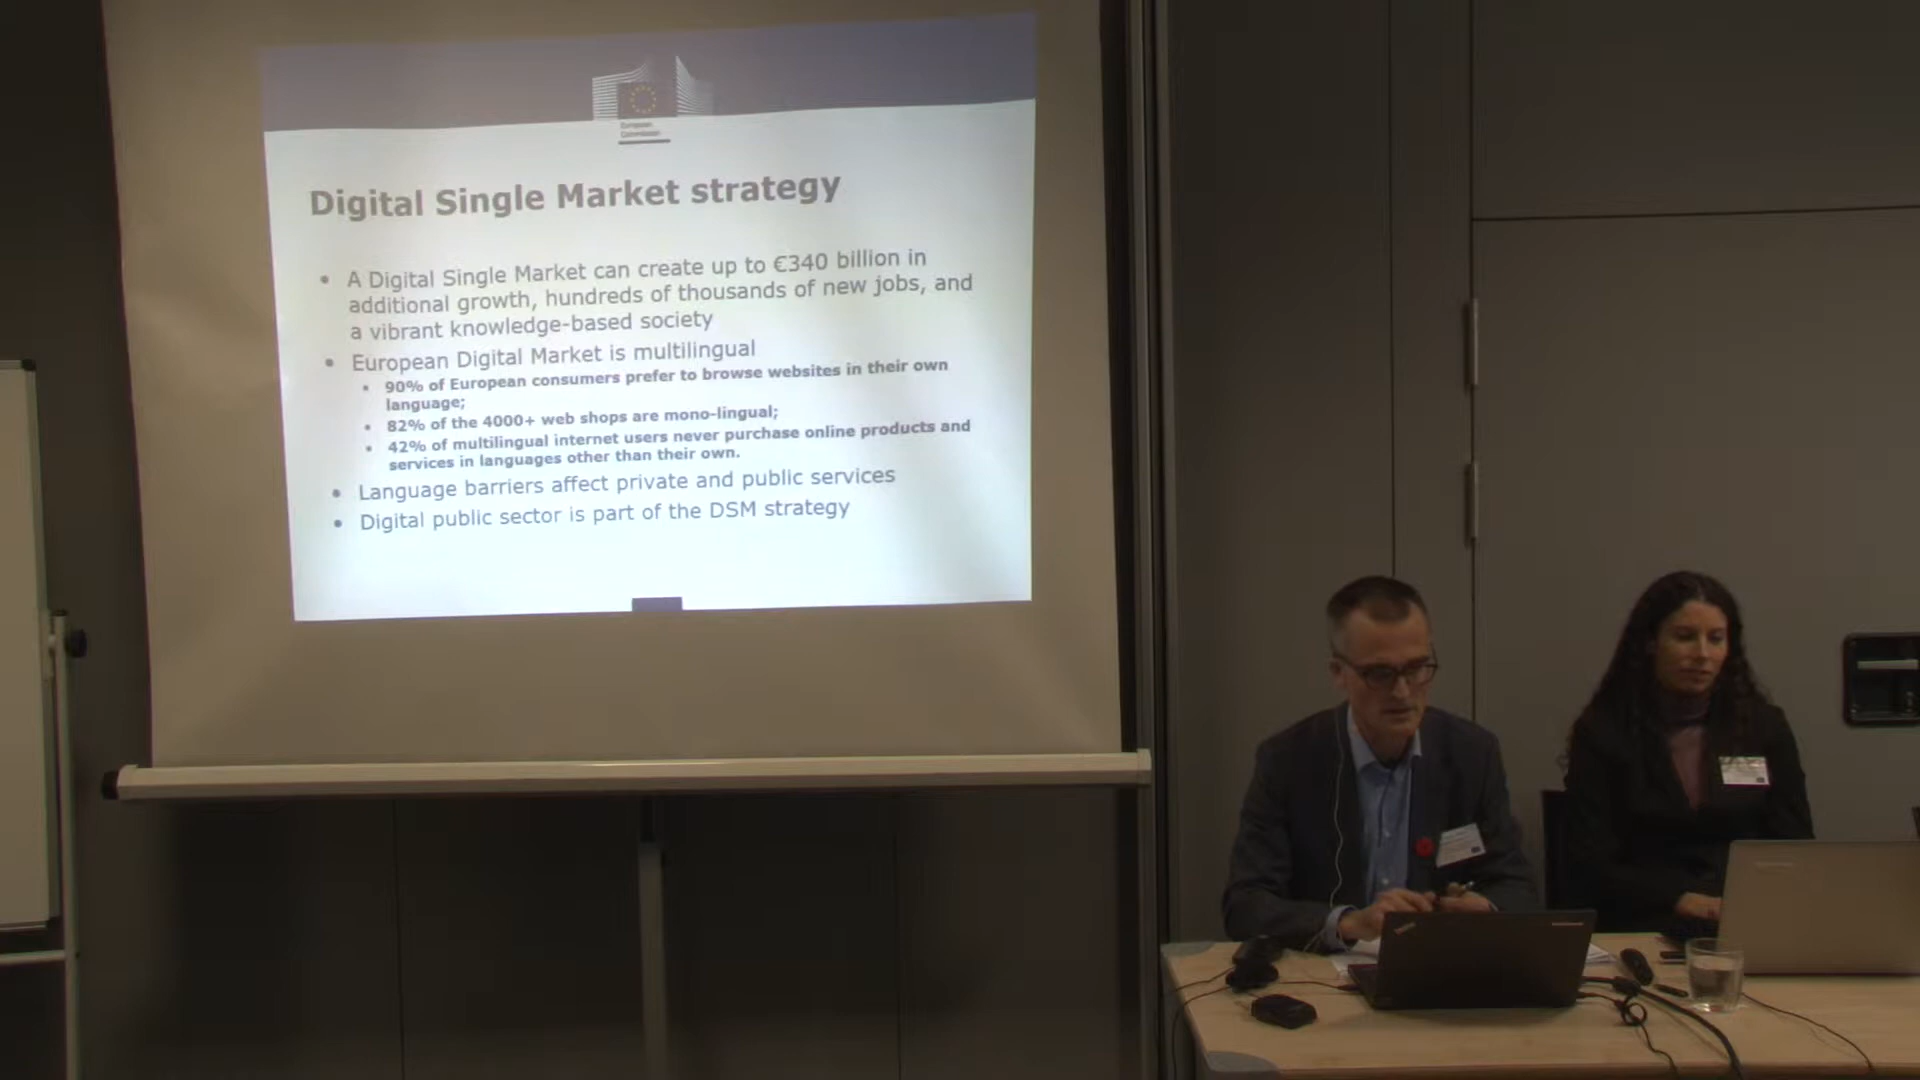 European
Commission
Digital Single Market strategy
• A Digital Single Market can create up to €340 billion in
additional growth, hundreds of thousands of new jobs, and
a vibrant knowledge-based society
• European Digital Market is multilingual
• 90% of European consumers prefer to browse websites in their own
language;
• 82% of the 4000+ web shops are mono-lingual;
• 42% of multilingual internet users never purchase online products and
services in languages other than their own.
• Language barriers affect private and public services
• Digital public sector is part of the DSM strategy